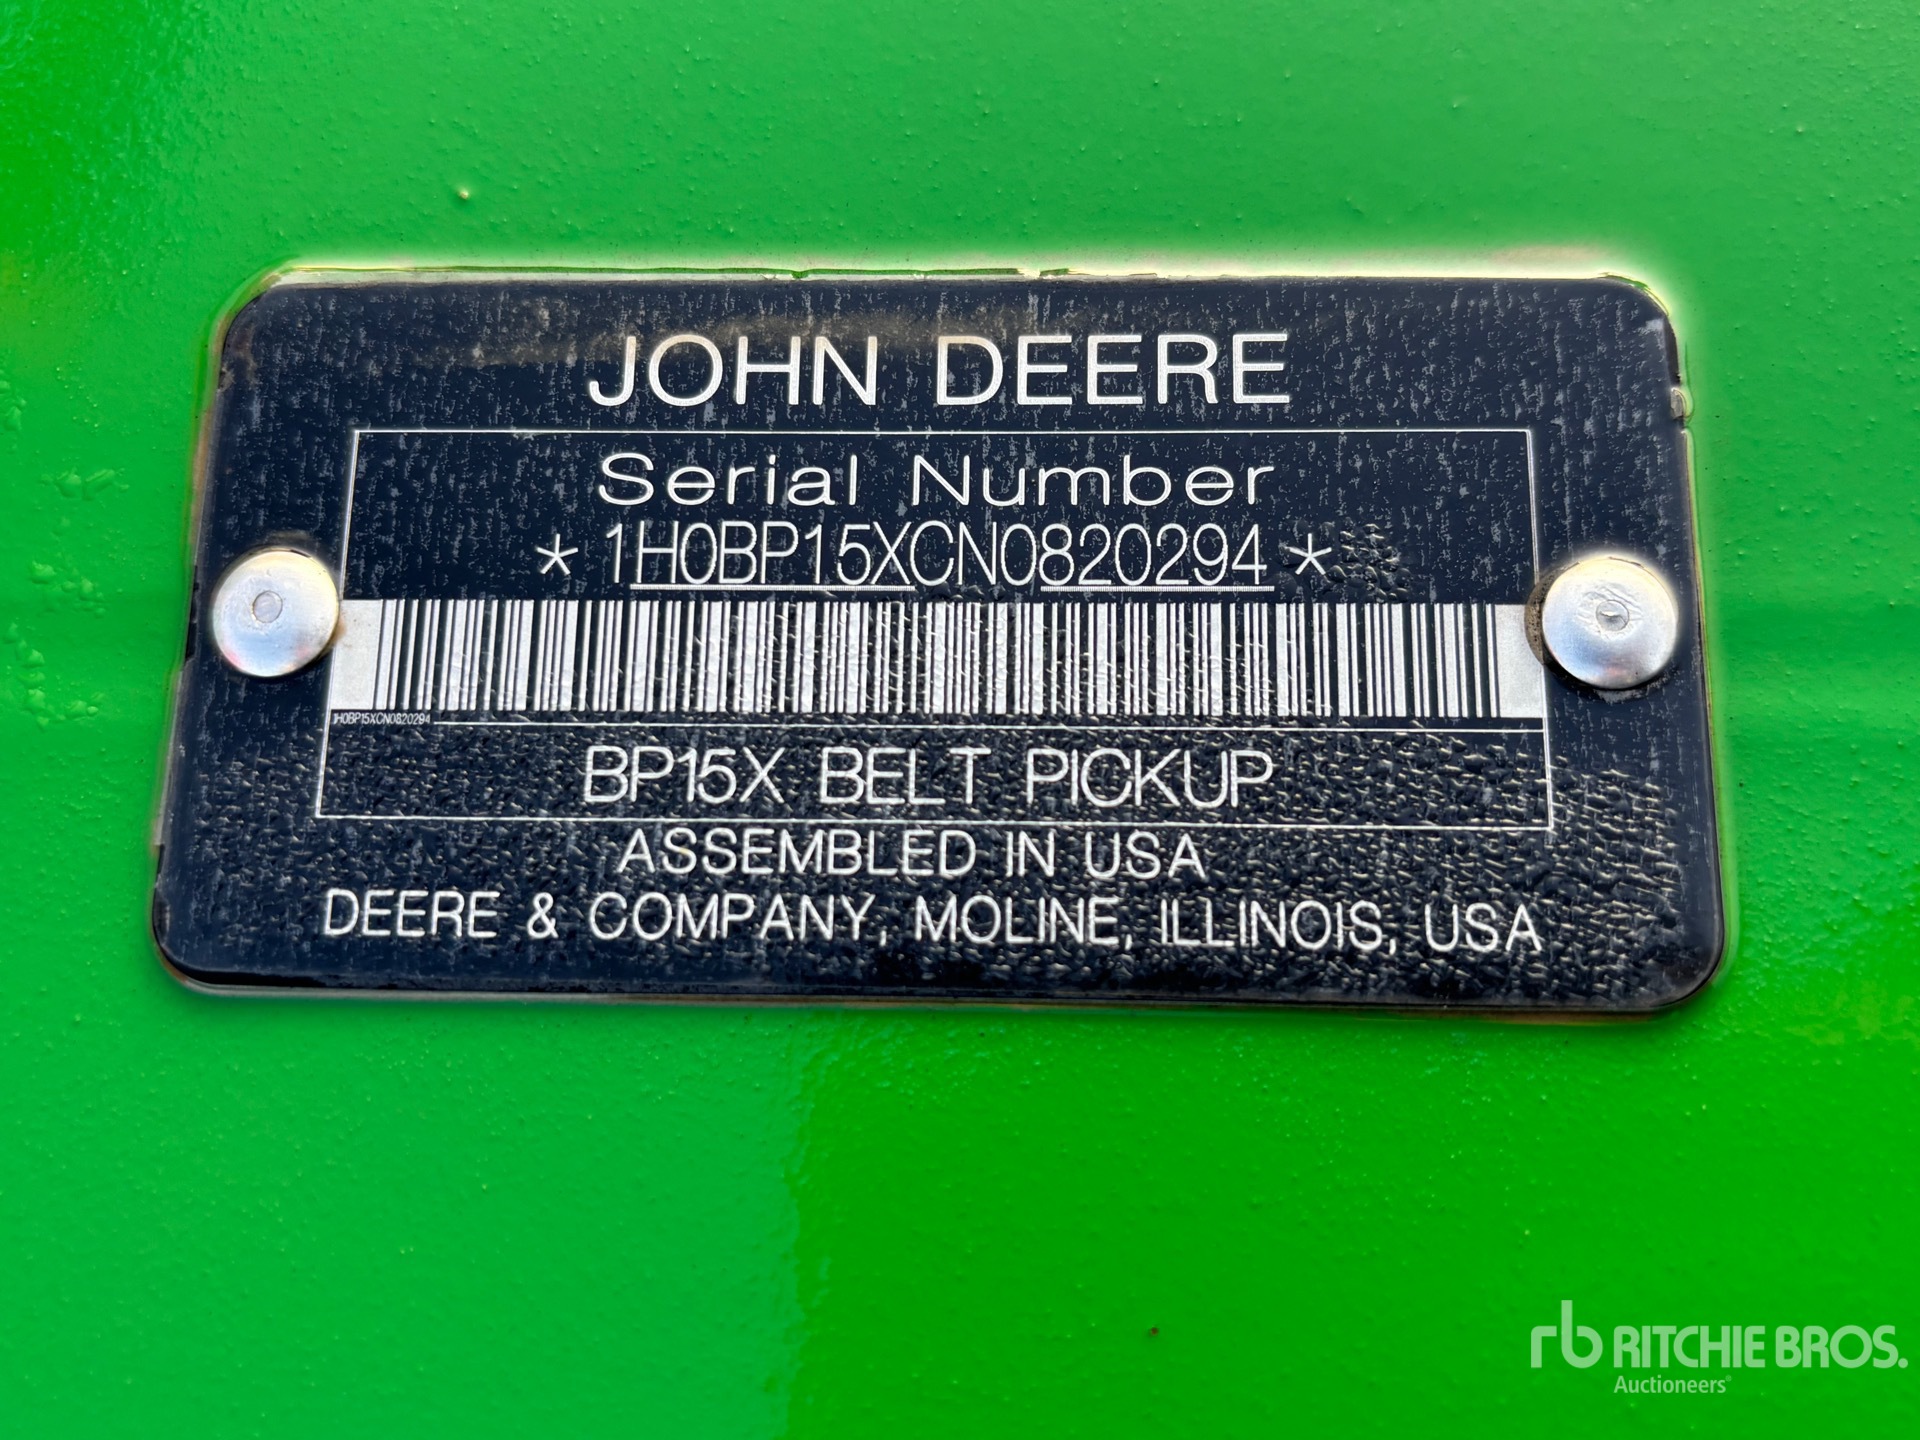 JOHN DEERE
Serial Number
* 1H0BP15XCN0820294 *
1H0BP15XCN0820294
BP15X BELT PICKUP
ASSEMBLED IN USA
DEERE & COMPANY, MOLINE, ILLINOIS, USA
rb RITCHIE BROS.
Auctioneers®